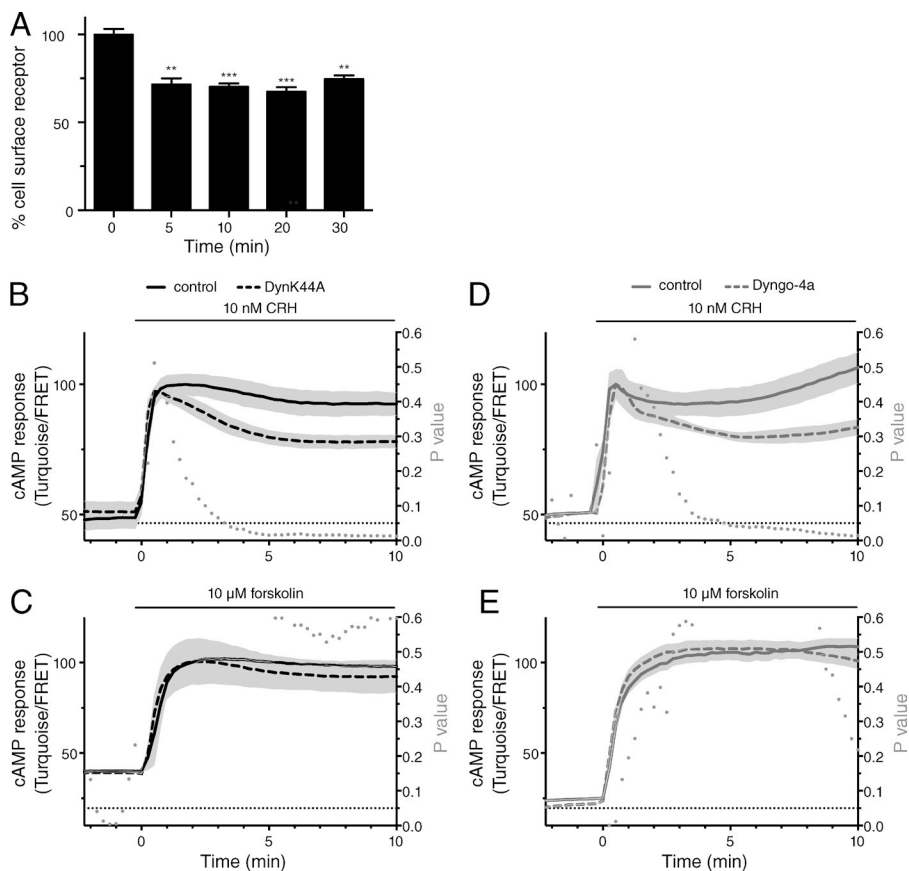 A
% cell surface receptor
100
50
0
**
***
***
**
0 5 10 20 30
Time (min)
B
control DynK44A
10 nM CRH
cAMP response
(Turquoise/FRET)
100
50
0.6
0.5
0.4
0.3
0.2
0.1
0.0
P value
0 5 10
D
control Dyngo-4a
10 nM CRH
cAMP response
(Turquoise/FRET)
100
50
0.6
0.5
0.4
0.3
0.2
0.1
0.0
P value
0 5 10
C
10 µM forskolin
cAMP response
(Turquoise/FRET)
100
50
0.6
0.5
0.4
0.3
0.2
0.1
0.0
P value
0 5 10
Time (min)
E
10 µM forskolin
cAMP response
(Turquoise/FRET)
100
50
0.6
0.5
0.4
0.3
0.2
0.1
0.0
P value
0 5 10
Time (min)